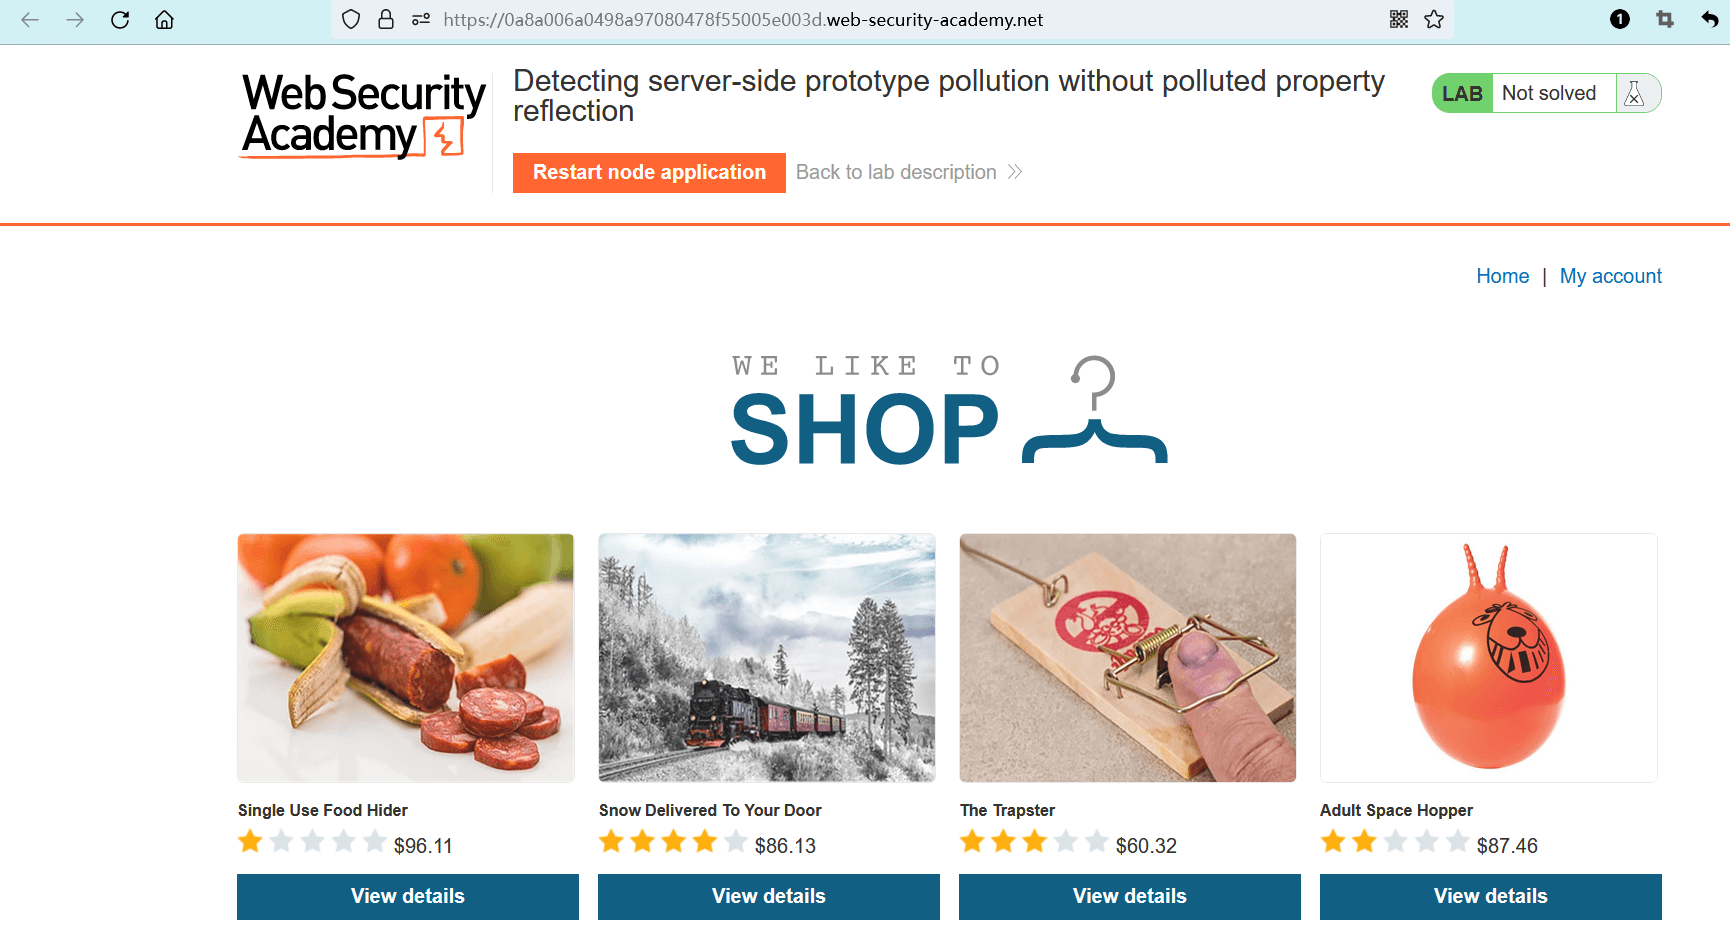 https://0a8a006a0498a97080478f55005e003d.web-security-academy.net
1
Web Security
Academy
Detecting server-side prototype pollution without polluted property
reflection
LAB Not solved
Restart node application Back to lab description
Home | My account
WE LIKE TO
SHOP
Single Use Food Hider
$96.11
View details
Snow Delivered To Your Door
$86.13
View details
The Trapster
$60.32
View details
Adult Space Hopper
$87.46
View details